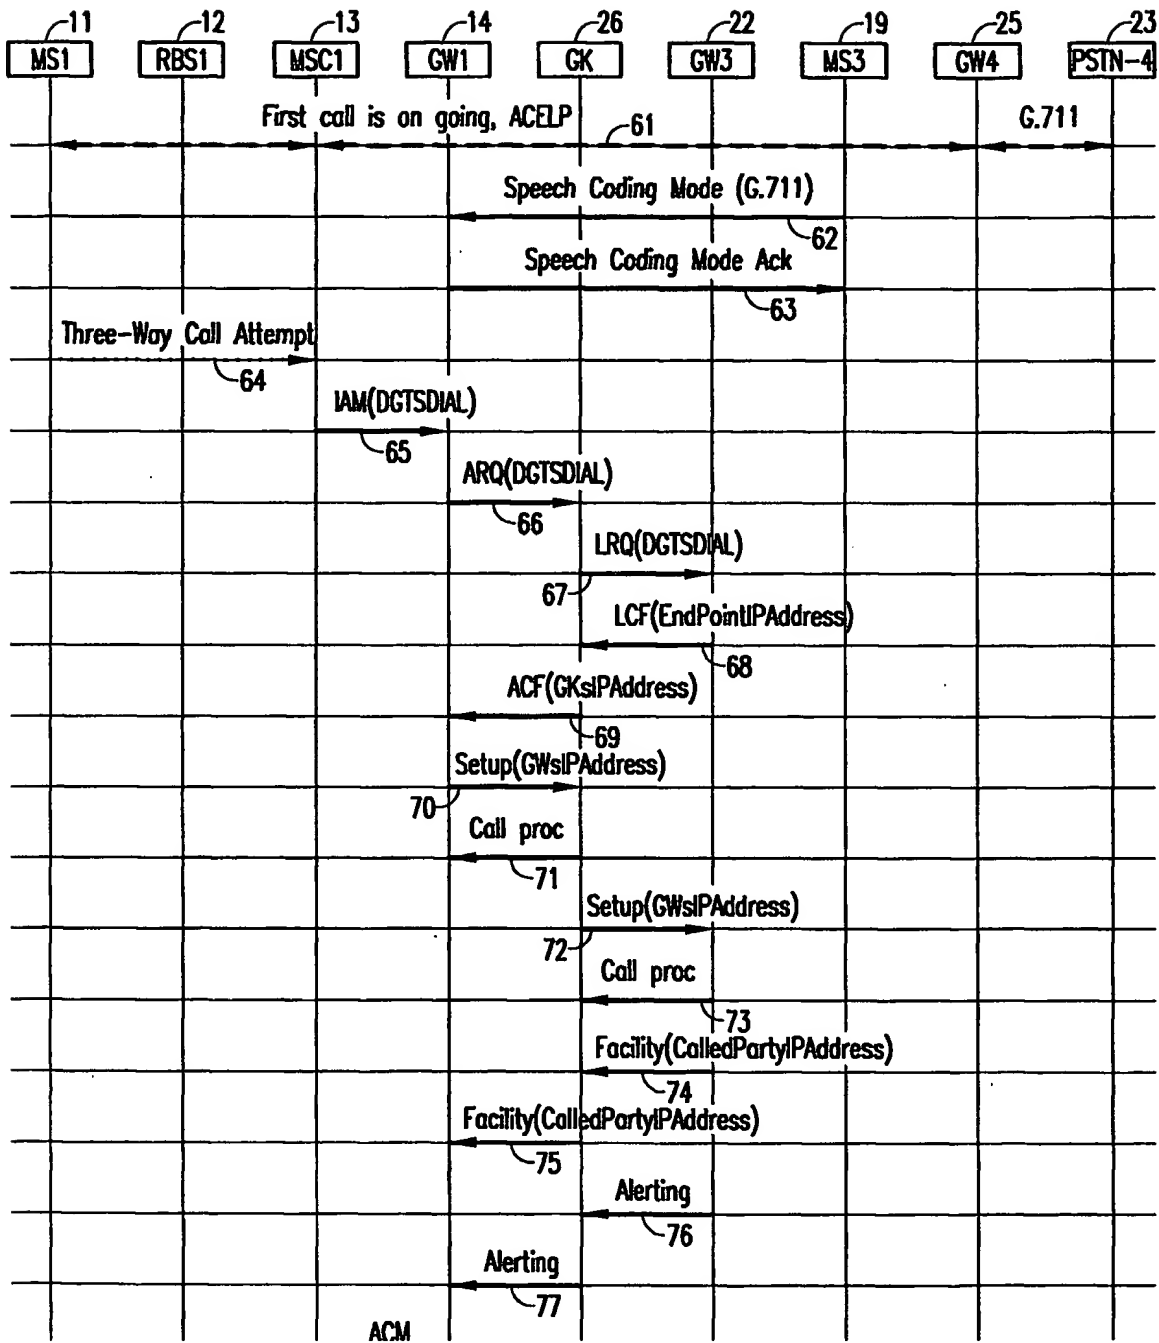 11 12 13 14 26 22 19 25 23
MS1 RBS1 MSC1 GW1 GK GW3 MS3 GW4 PSTN-4
First call is on going, ACELP 61 G.711
Speech Coding Mode (G.711)
62
Speech Coding Mode Ack
63
Three-Way Call Attempt
64
IAM(DGTSDIAL)
65
ARQ(DGTSDIAL)
66
LRQ(DGTSDIAL)
67
LCF(EndPointIPAddress)
68
ACF(GKsIPAddress)
69
Setup(GWsIPAddress)
70
Call proc
71
Setup(GWsIPAddress)
72
Call proc
73
Facility(CalledPartyIPAddress)
74
Facility(CalledPartyIPAddress)
75
Alerting
76
Alerting
77
ACM